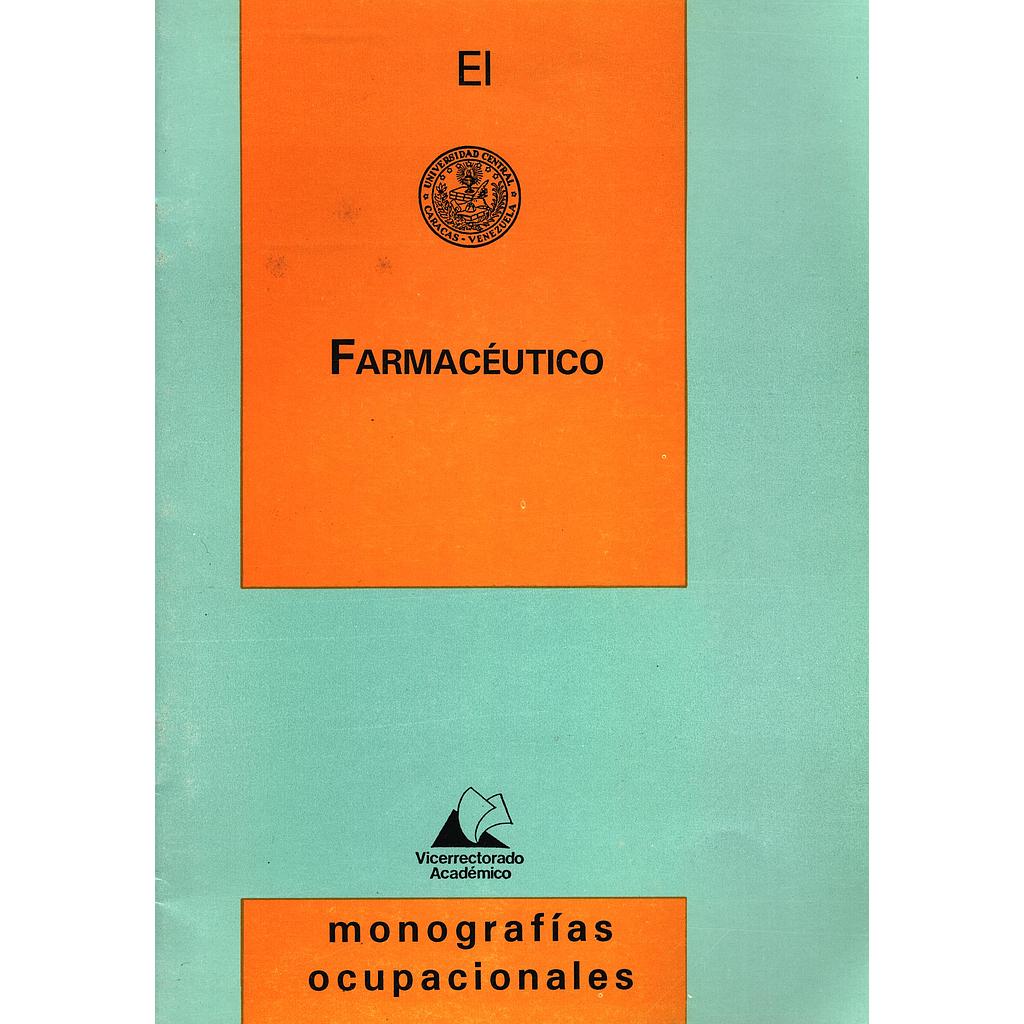 El
UNIVERSIDAD CENTRAL
CARACAS - VENEZUELA
FARMACÉUTICO
Vicerrectorado
Académico
monografías
ocupacionales